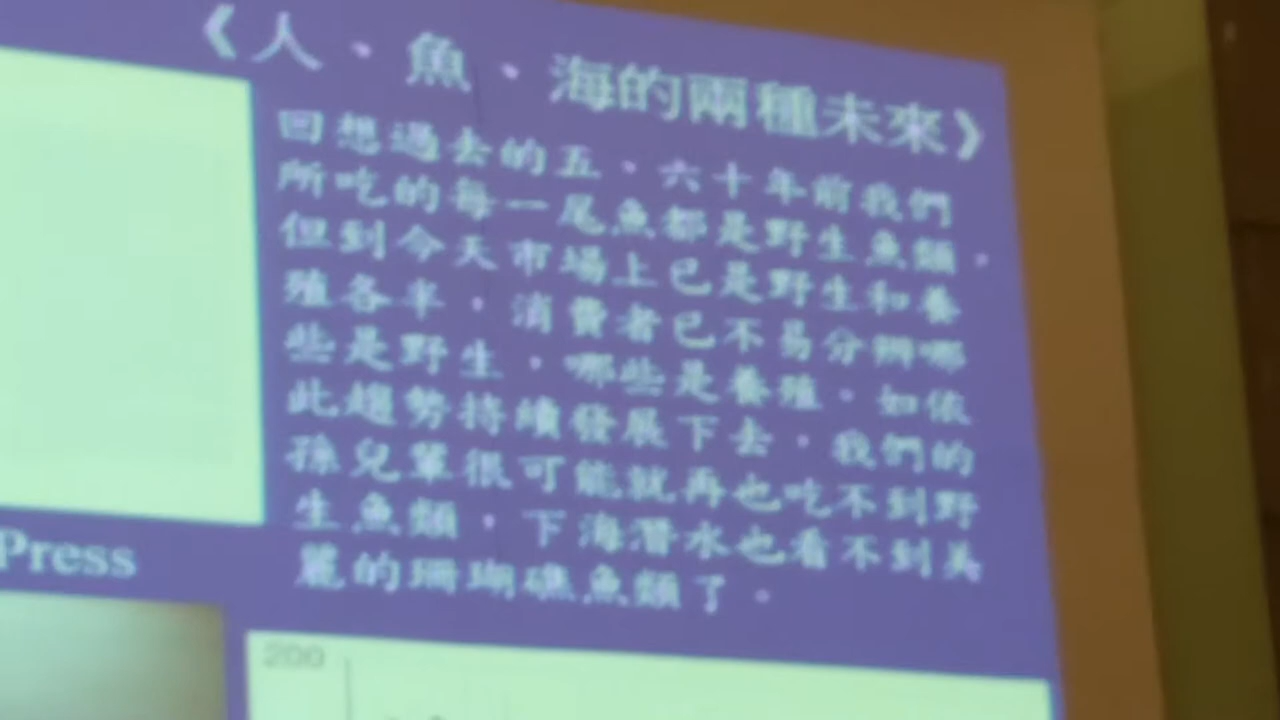 《人、魚、海的兩種未來》
回想過去的五、六十年前我們
所吃的每一尾魚都是野生魚類，
但到今天市場上已是野生和養
殖各半，消費者已不易分辨哪
些是野生，哪些是養殖。如依
此趨勢持續發展下去，我們的
孫兒輩很可能就再也吃不到野
生魚類，下海潛水也看不到美
麗的珊瑚礁魚類了。
Press
200